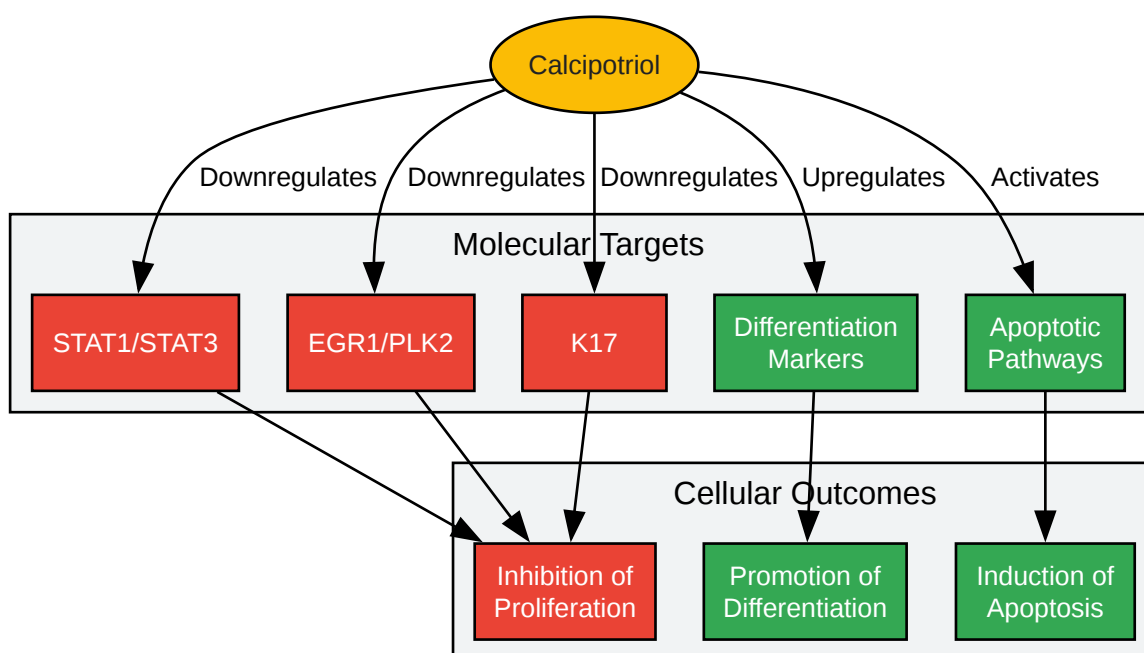 Calcipotriol
Downregulates
Downregulates
Downregulates
Upregulates
Activates
Molecular Targets
STAT1/STAT3
EGR1/PLK2
K17
Differentiation
Markers
Apoptotic
Pathways
Cellular Outcomes
Inhibition of
Proliferation
Promotion of
Differentiation
Induction of
Apoptosis